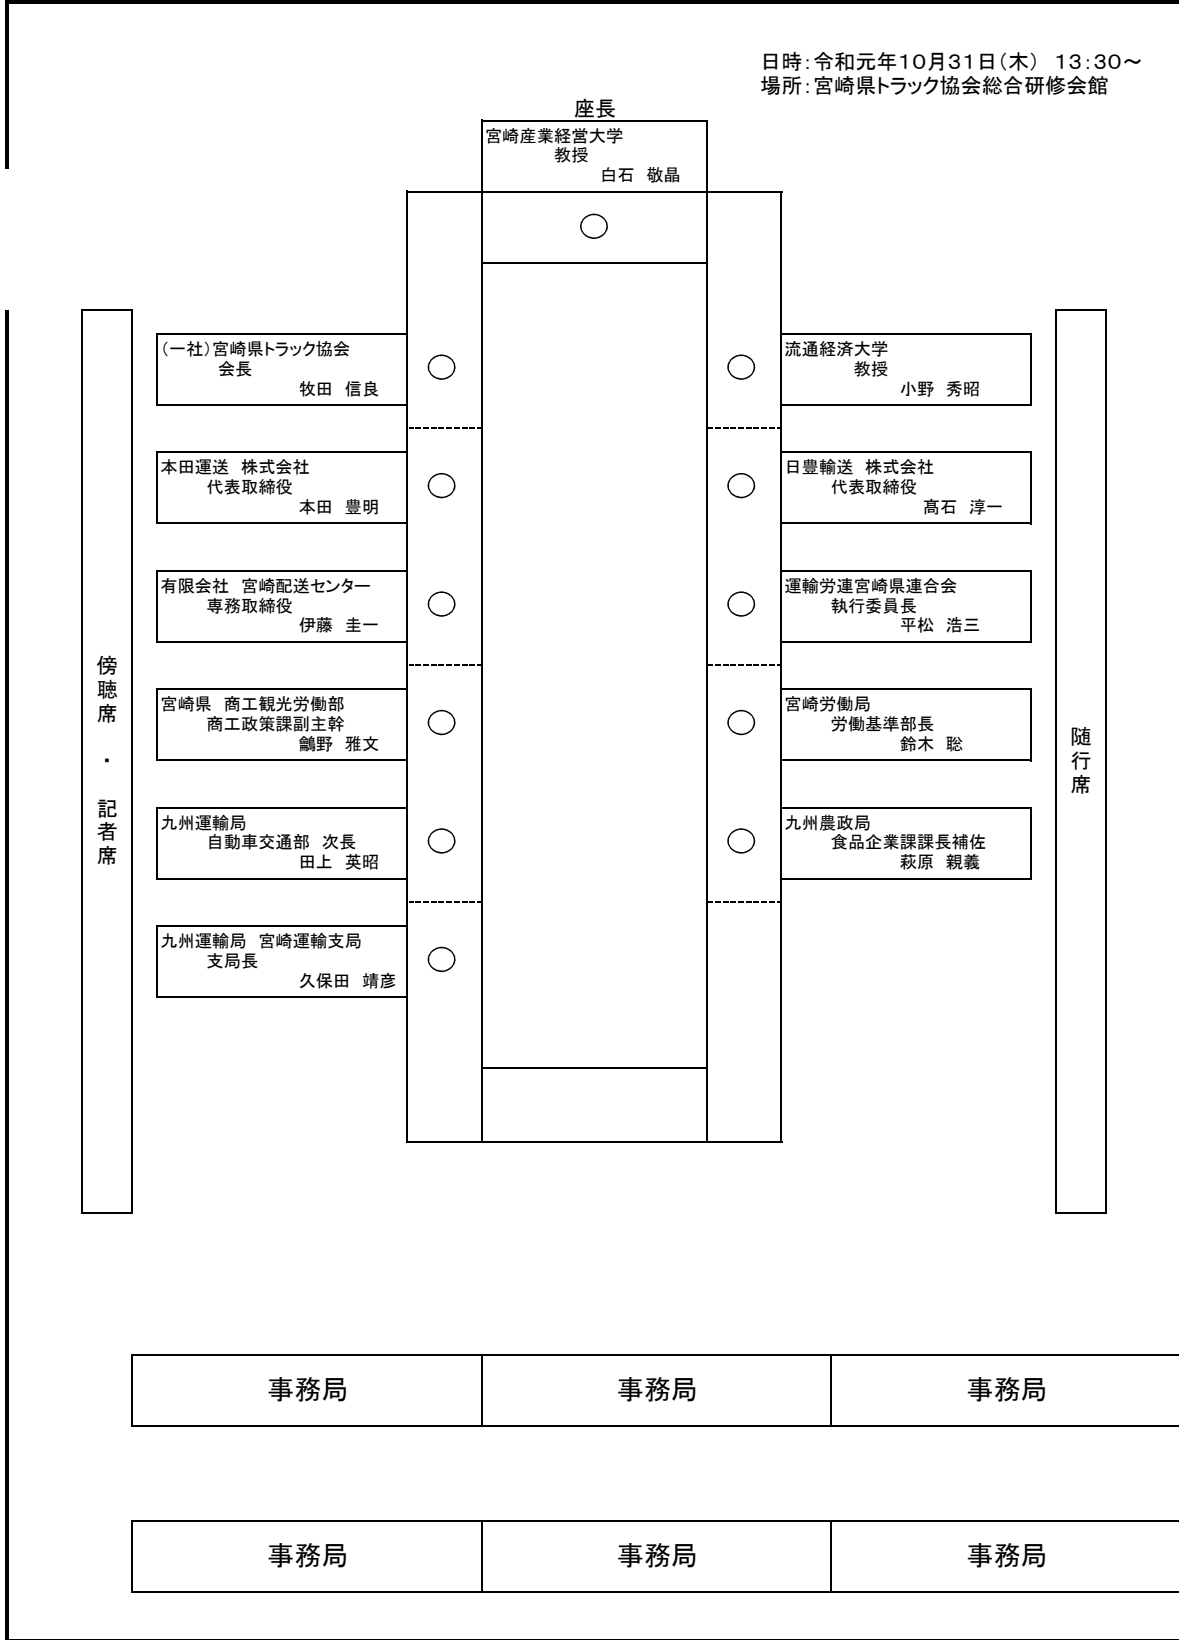 日時：令和元年10月31日（木） 13：30～
場所：宮崎県トラック協会総合研修会館
座長
宮崎産業経営大学
教授
白石 敬晶
（一社）宮崎県トラック協会
会長
牧田 信良
本田運送 株式会社
代表取締役
本田 豊明
有限会社 宮崎配送センター
専務取締役
伊藤 圭一
宮崎県 商工観光労働部
商工政策課副主幹
鸙野 雅文
九州運輸局
自動車交通部 次長
田上 英昭
九州運輸局 宮崎運輸支局
支局長
久保田 靖彦
流通経済大学
教授
小野 秀昭
日豊輸送 株式会社
代表取締役
髙石 淳一
運輸労連宮崎県連合会
執行委員長
平松 浩三
宮崎労働局
労働基準部長
鈴木 聡
九州農政局
食品企業課課長補佐
萩原 親義
傍聴席 ・ 記者席
随行席
事務局 事務局 事務局
事務局 事務局 事務局